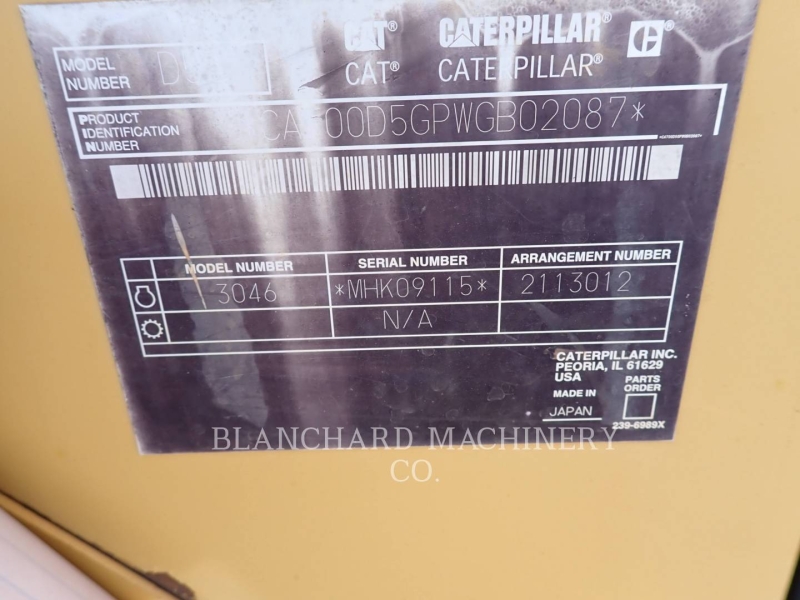 MODEL NUMBER
CAT® CATERPILLAR®
CAT® CATERPILLAR®
PRODUCT IDENTIFICATION NUMBER 00D5GPWGB02087*
MODEL NUMBER SERIAL NUMBER ARRANGEMENT NUMBER
3046 *MHK09115* 2113012
N/A
CATERPILLAR INC.
PEORIA, IL 61629
USA
PARTS ORDER
MADE IN
JAPAN
239-6989X
BLANCHARD MACHINERY
CO.